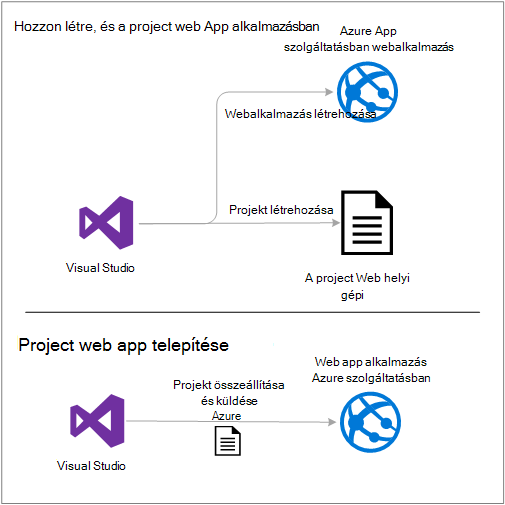 Hozzon létre, és a project web App alkalmazásban
Azure App
szolgáltatásban webalkalmazás
Webalkalmazás létrehozása
Projekt létrehozása
Visual Studio
A project Web helyi
gépi
Project web app telepítése
Web app alkalmazás
Azure szolgáltatásban
Projekt összeállítása
és küldése
Azure
Visual Studio